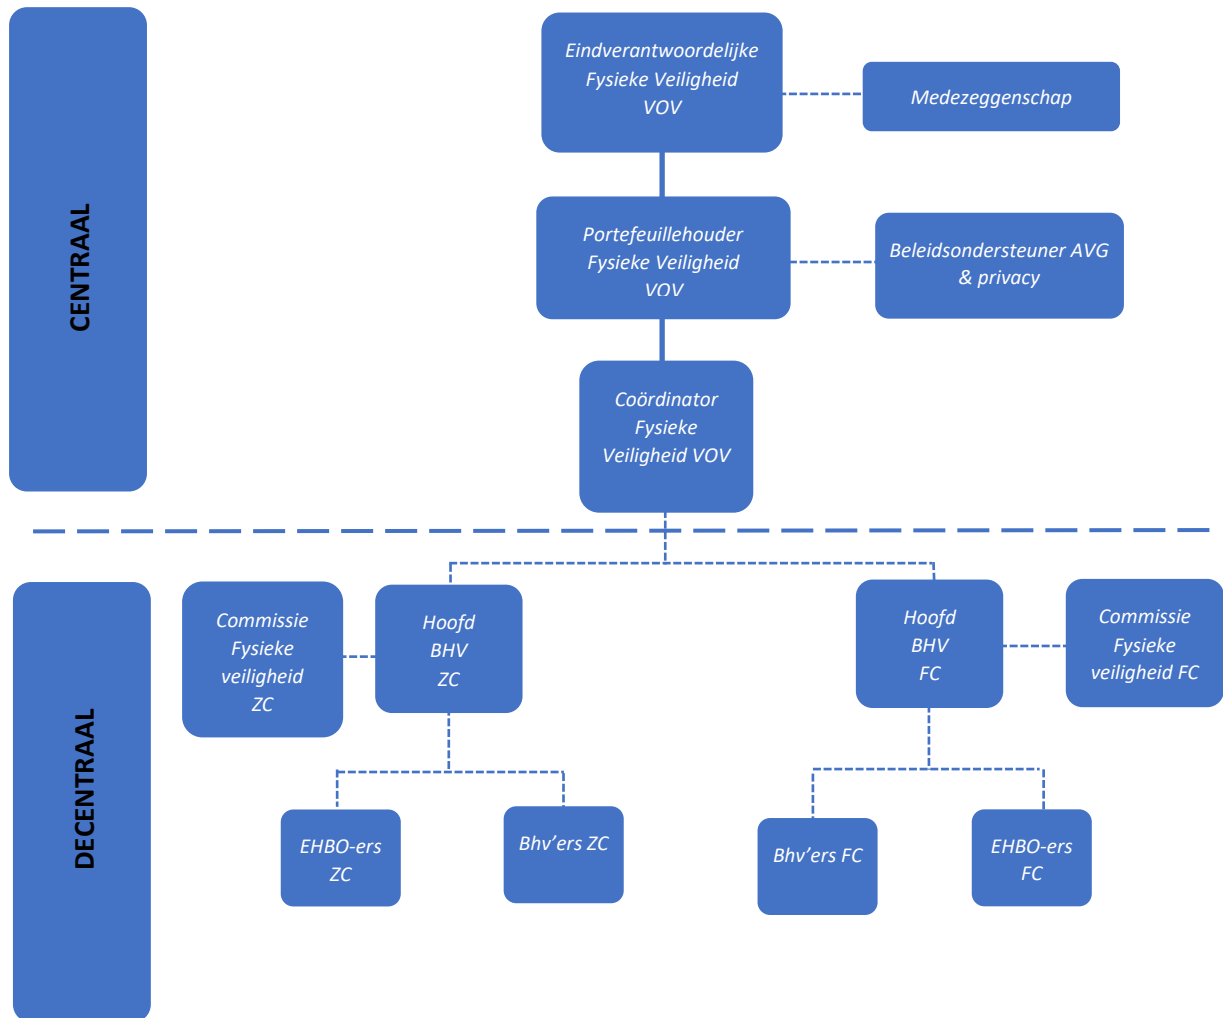 CENTRAAL
Eindverantwoordelijke
Fysieke Veiligheid
VOV
Medezeggenschap
Portefeuillehouder
Fysieke Veiligheid
VOV
Beleidsondersteuner AVG
& privacy
Coördinator
Fysieke
Veiligheid VOV
DECENTRAAL
Commissie
Fysieke
veiligheid
ZC
Hoofd
BHV
ZC
Hoofd
BHV
FC
Commissie
Fysieke
veiligheid FC
EHBO-ers
ZC
Bhv’ers ZC
Bhv’ers FC
EHBO-ers
FC